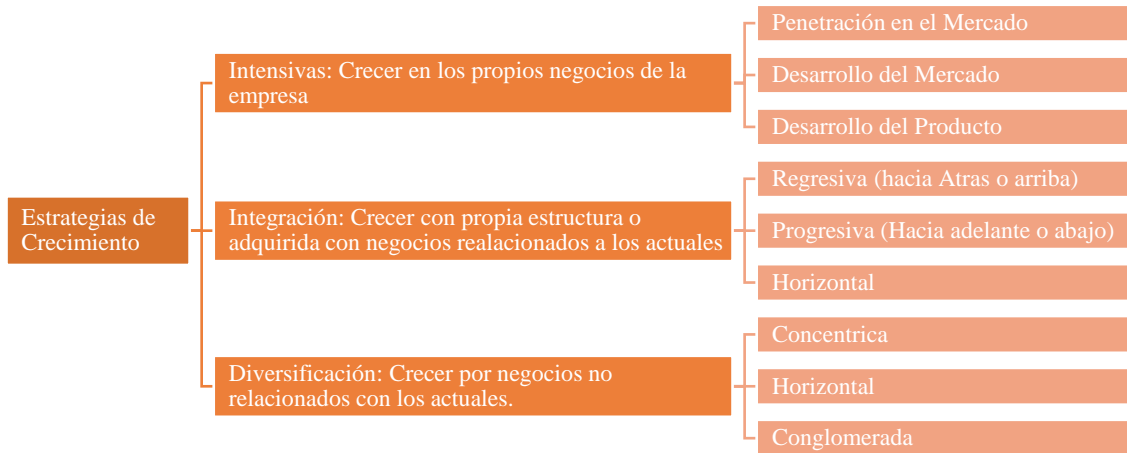 Estrategias de
Crecimiento
Intensivas: Crecer en los propios negocios de la
empresa
Penetración en el Mercado
Desarrollo del Mercado
Desarrollo del Producto
Integración: Crecer con propia estructura o
adquirida con negocios realacionados a los actuales
Regresiva (hacia Atras o arriba)
Progresiva (Hacia adelante o abajo)
Horizontal
Diversificación: Crecer por negocios no
relacionados con los actuales.
Concentrica
Horizontal
Conglomerada